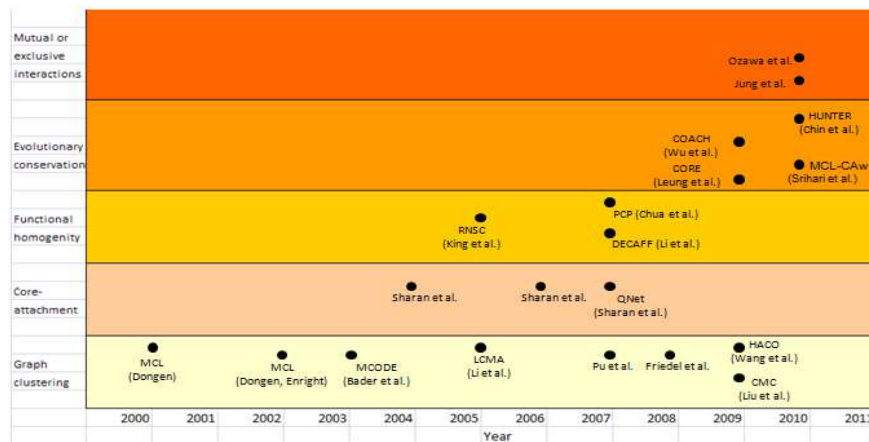 Mutual or
exclusive
interactions
Ozawa et al.
Jung et al.
Evolutionary
conservation
HUNTER
(Chin et al.)
COACH
(Wu et al.)
CORE
(Leung et al.)
MCL-CAw
(Srihari et al.)
Functional
homogenity
RNSC
(King et al.)
PCP (Chua et al.)
DECAFF (Li et al.)
Core-
attachment
Sharan et al.
Sharan et al.
QNet
(Sharan et al.)
Graph
clustering
MCL
(Dongen)
MCL
(Dongen, Enright)
MCODE
(Bader et al.)
LCMA
(Li et al.)
Pu et al.
Friedel et al.
HACO
(Wang et al.)
CMC
(Liu et al.)
2000 2001 2002 2003 2004 2005 2006 2007 2008 2009 2010 2011
Year